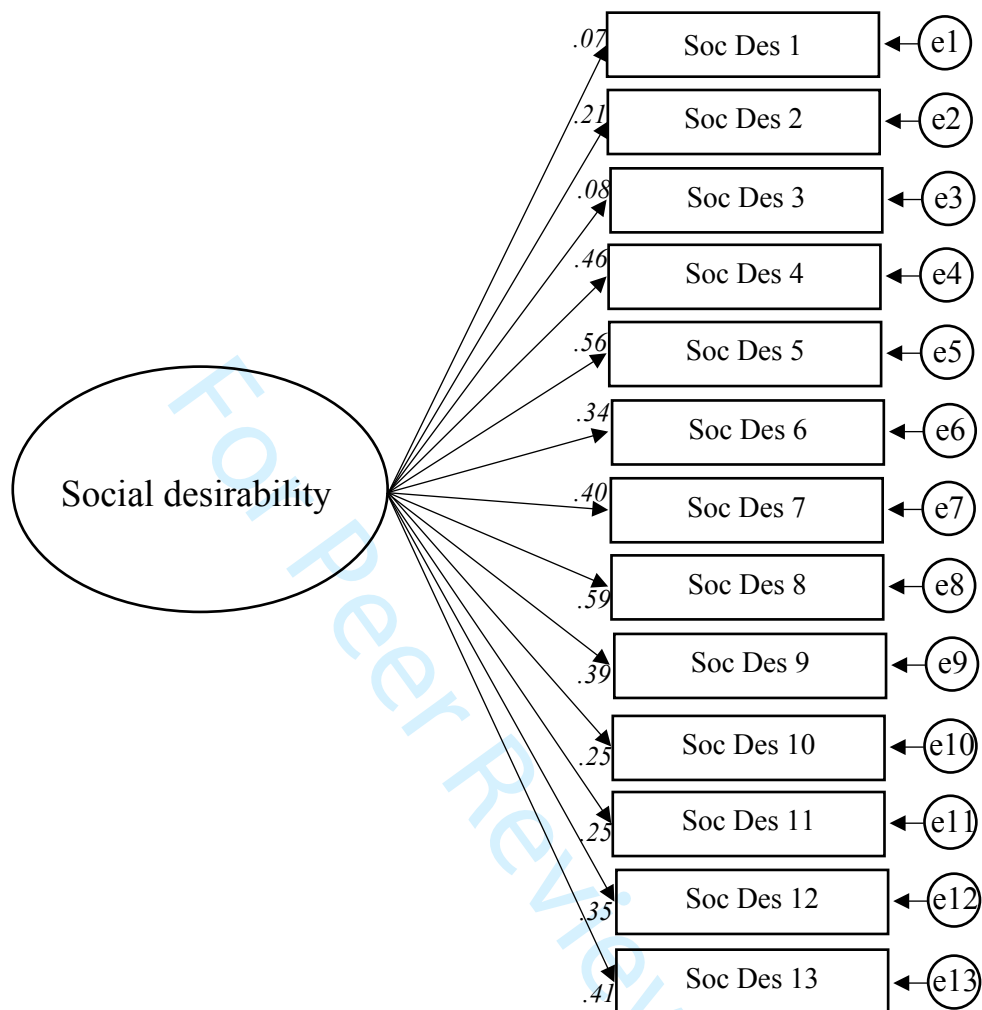 .07 Soc Des 1 e1
.21 Soc Des 2 e2
.08 Soc Des 3 e3
.46 Soc Des 4 e4
.56 Soc Des 5 e5
.34 Soc Des 6 e6
Social desirability
.40 Soc Des 7 e7
.59 Soc Des 8 e8
.39 Soc Des 9 e9
.25 Soc Des 10 e10
.25 Soc Des 11 e11
.35 Soc Des 12 e12
.41 Soc Des 13 e13
For Peer Review